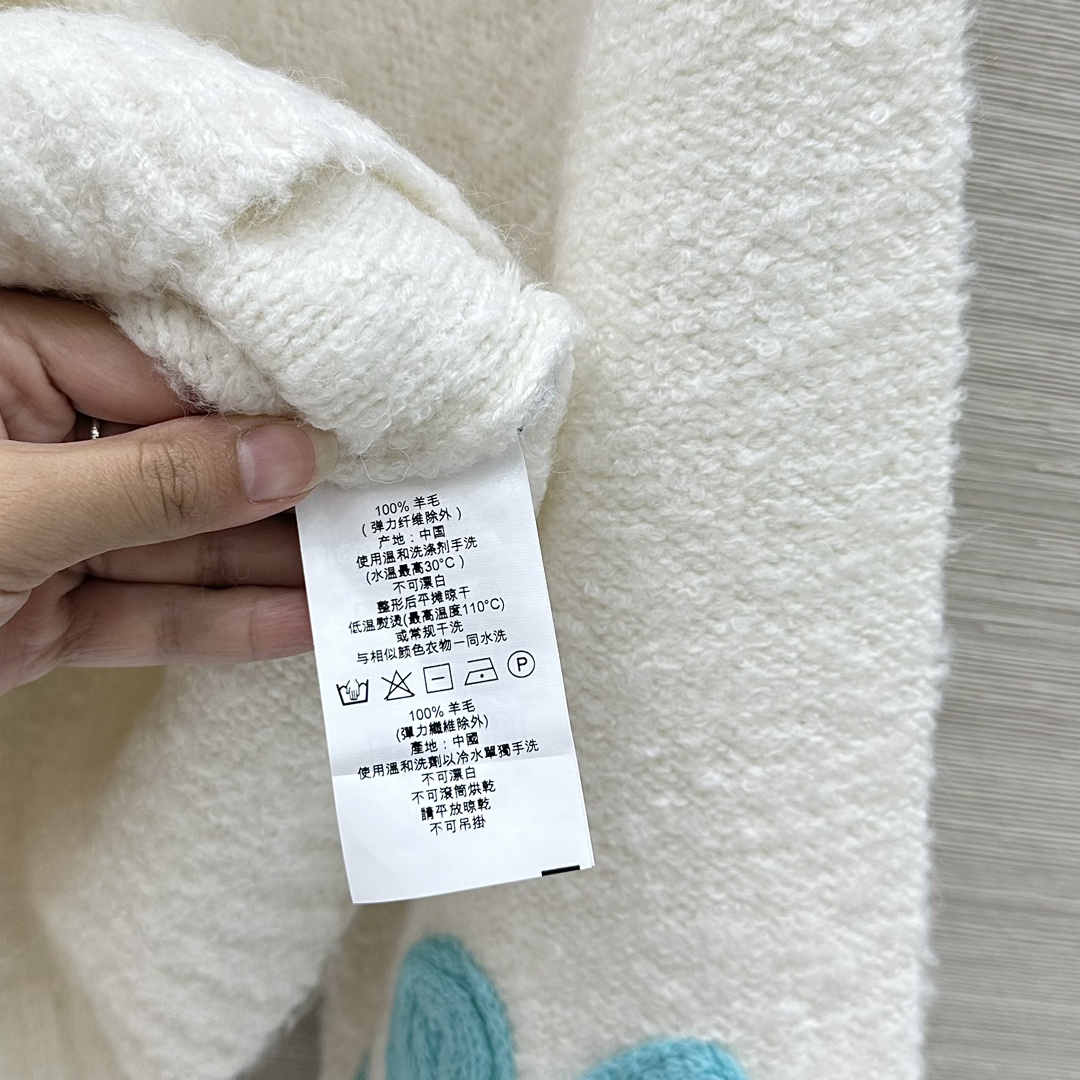 100% 羊毛
(弹力纤维除外)
产地:中国
使用温和洗涤剂手洗
(水温最高30°C)
不可漂白
整形后平摊晾干
低温熨烫(最高温度110°C)
或常规干洗
与相似颜色衣物一同水洗
P
100% 羊毛
(彈力纖維除外)
產地:中國
使用溫和洗劑以冷水單獨手洗
不可漂白
不可滾筒烘乾
請平放晾乾
不可吊掛